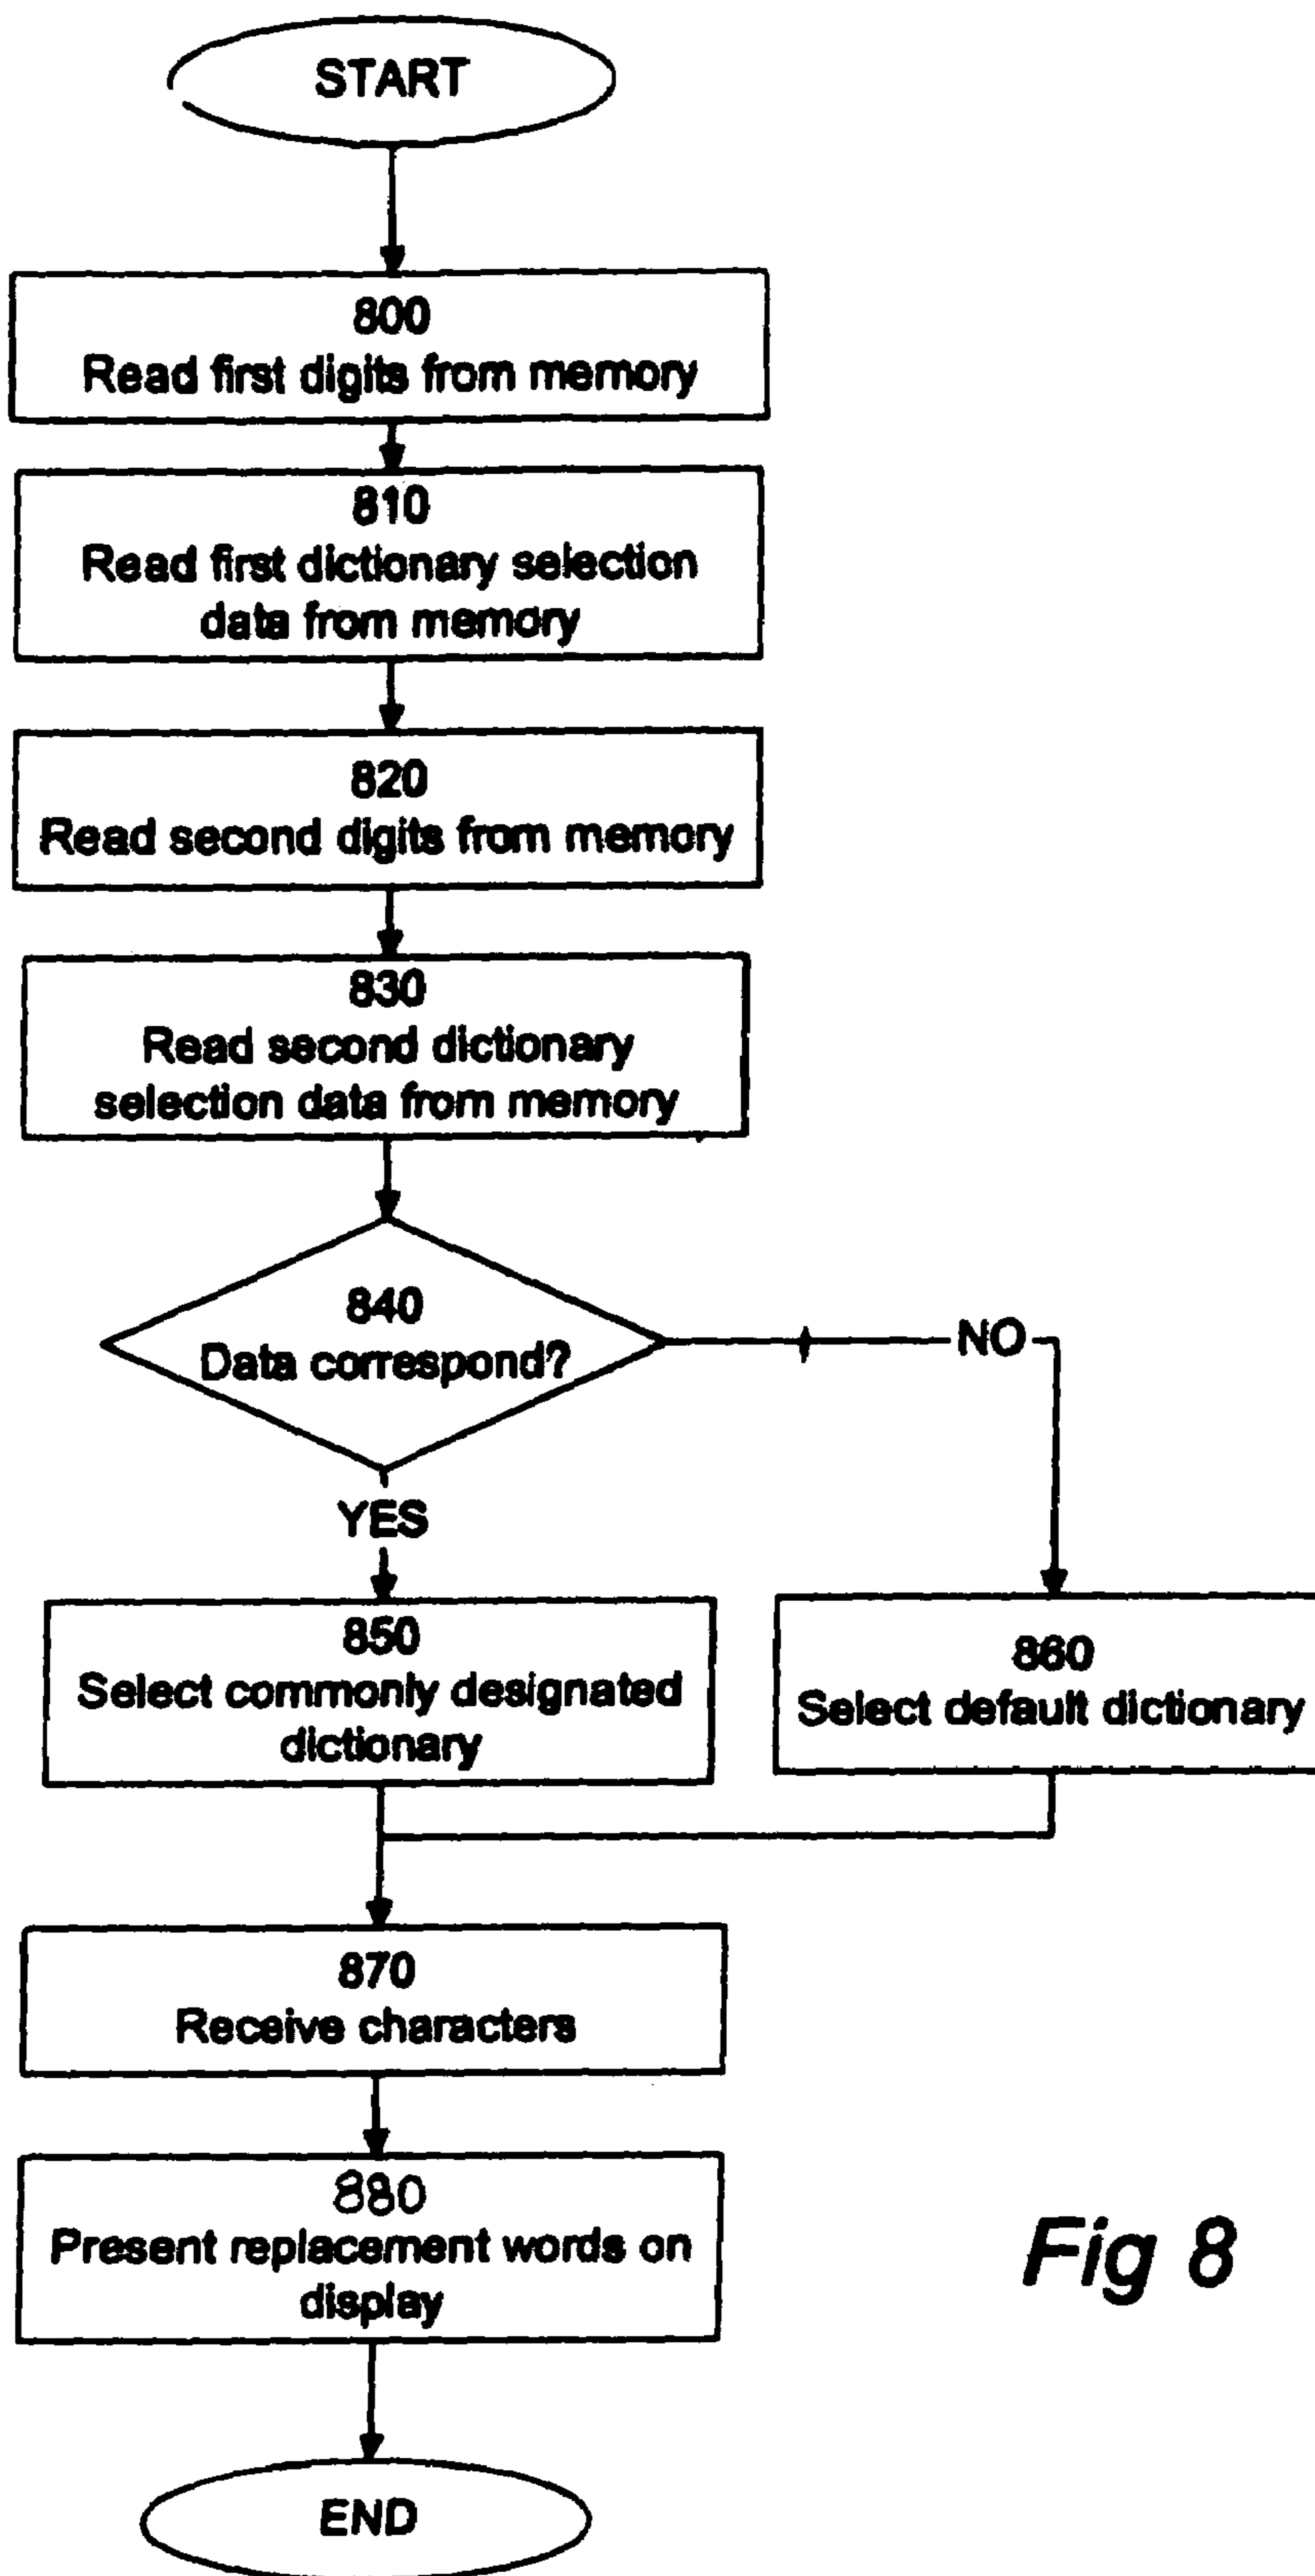 START
800
Read first digits from memory
810
Read first dictionary selection
data from memory
820
Read second digits from memory
830
Read second dictionary
selection data from memory
840
Data correspond?
NO
YES
850
Select commonly designated
dictionary
860
Select default dictionary
870
Receive characters
880
Present replacement words on
display
END
Fig 8